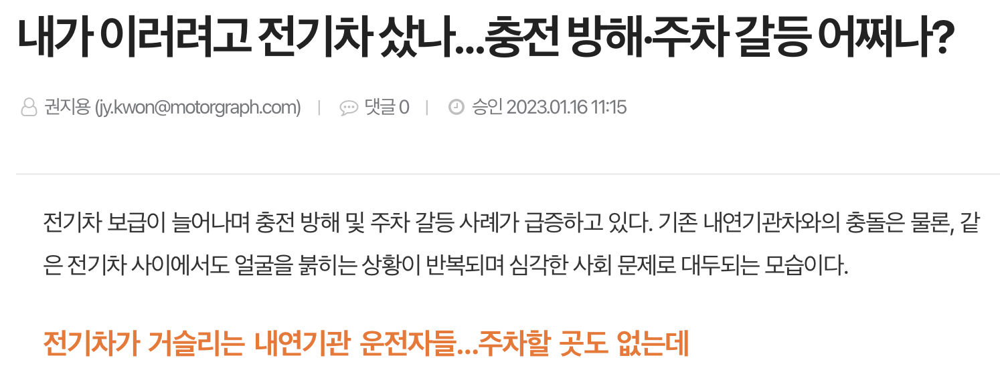 내가 이러려고 전기차 샀나...충전 방해·주차 갈등 어쩌나?
권지용 (jy.kwon@motorgraph.com) | 댓글 0 | 승인 2023.01.16 11:15
전기차 보급이 늘어나며 충전 방해 및 주차 갈등 사례가 급증하고 있다. 기존 내연기관차와의 충돌은 물론, 같
은 전기차 사이에서도 얼굴을 붉히는 상황이 반복되며 심각한 사회 문제로 대두되는 모습이다.
전기차가 거슬리는 내연기관 운전자들...주차할 곳도 없는데